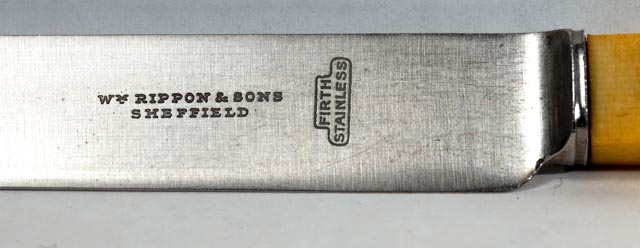 WM RIPPON & SONS
SHEFFIELD
FIRTH
STAINLESS